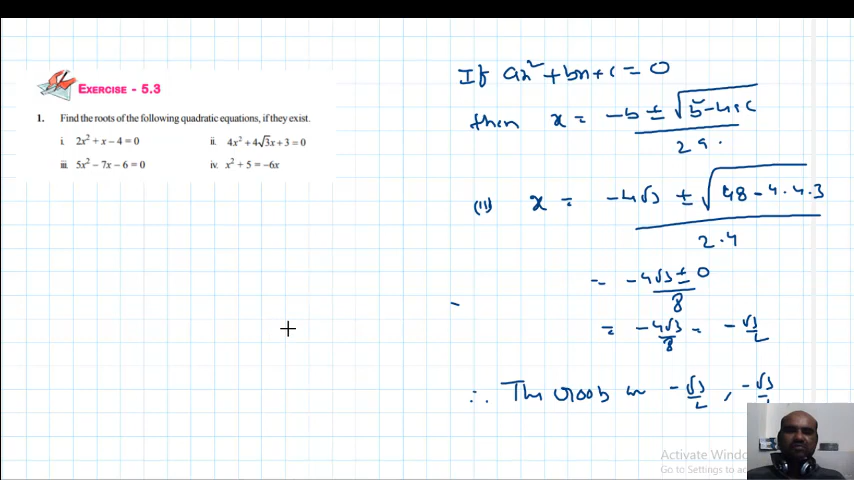 EXERCISE - 5.3
1. Find the roots of the following quadratic equations, if they exist.
i. 2x² + x – 4 = 0 ii. 4x² + 4√3x + 3 = 0
iii. 5x² – 7x – 6 = 0 iv. x² + 5 = –6x
If ax² + bx + c = 0
then x = -b ± √b²-4ac
2a.
(ii) x = -4√3 ± √48 - 4.4.3
2.4
= -4√3 ± 0
8
= -4√3/8 = -√3/2
∴ The roots are -√3/2, -√3/2
Activate Windo
Go to Settings to a